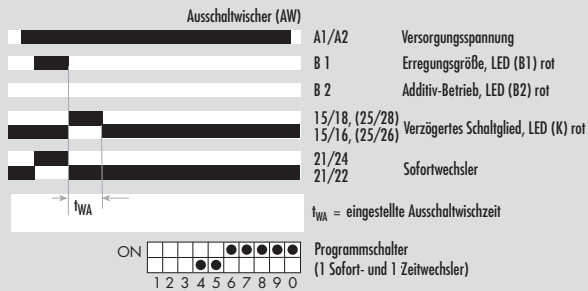 Ausschaltwischer (AW)
A1/A2 Versorgungsspannung
B 1 Erregungsgröße, LED (B1) rot
B 2 Additiv-Betrieb, LED (B2) rot
15/18, (25/28)
15/16, (25/26) Verzögertes Schaltglied, LED (K) rot
21/24
21/22 Sofortwechsler
tWA
tWA = eingestellte Ausschaltwischzeit
ON Programmschalter
(1 Sofort- und 1 Zeitwechsler)
1 2 3 4 5 6 7 8 9 0